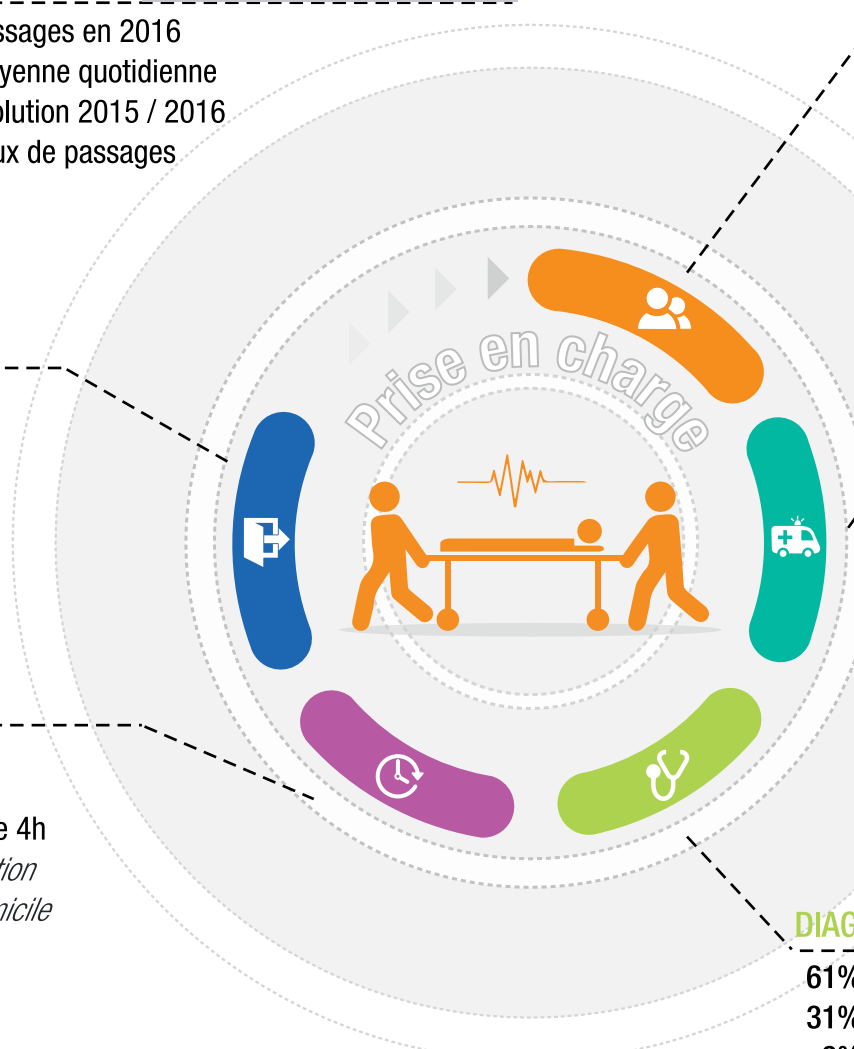 ssages en 2016
yenne quotidienne
olution 2015 / 2016
ux de passages
Prise en charge
e 4h
tion
nicile
DIAG
61%
31%